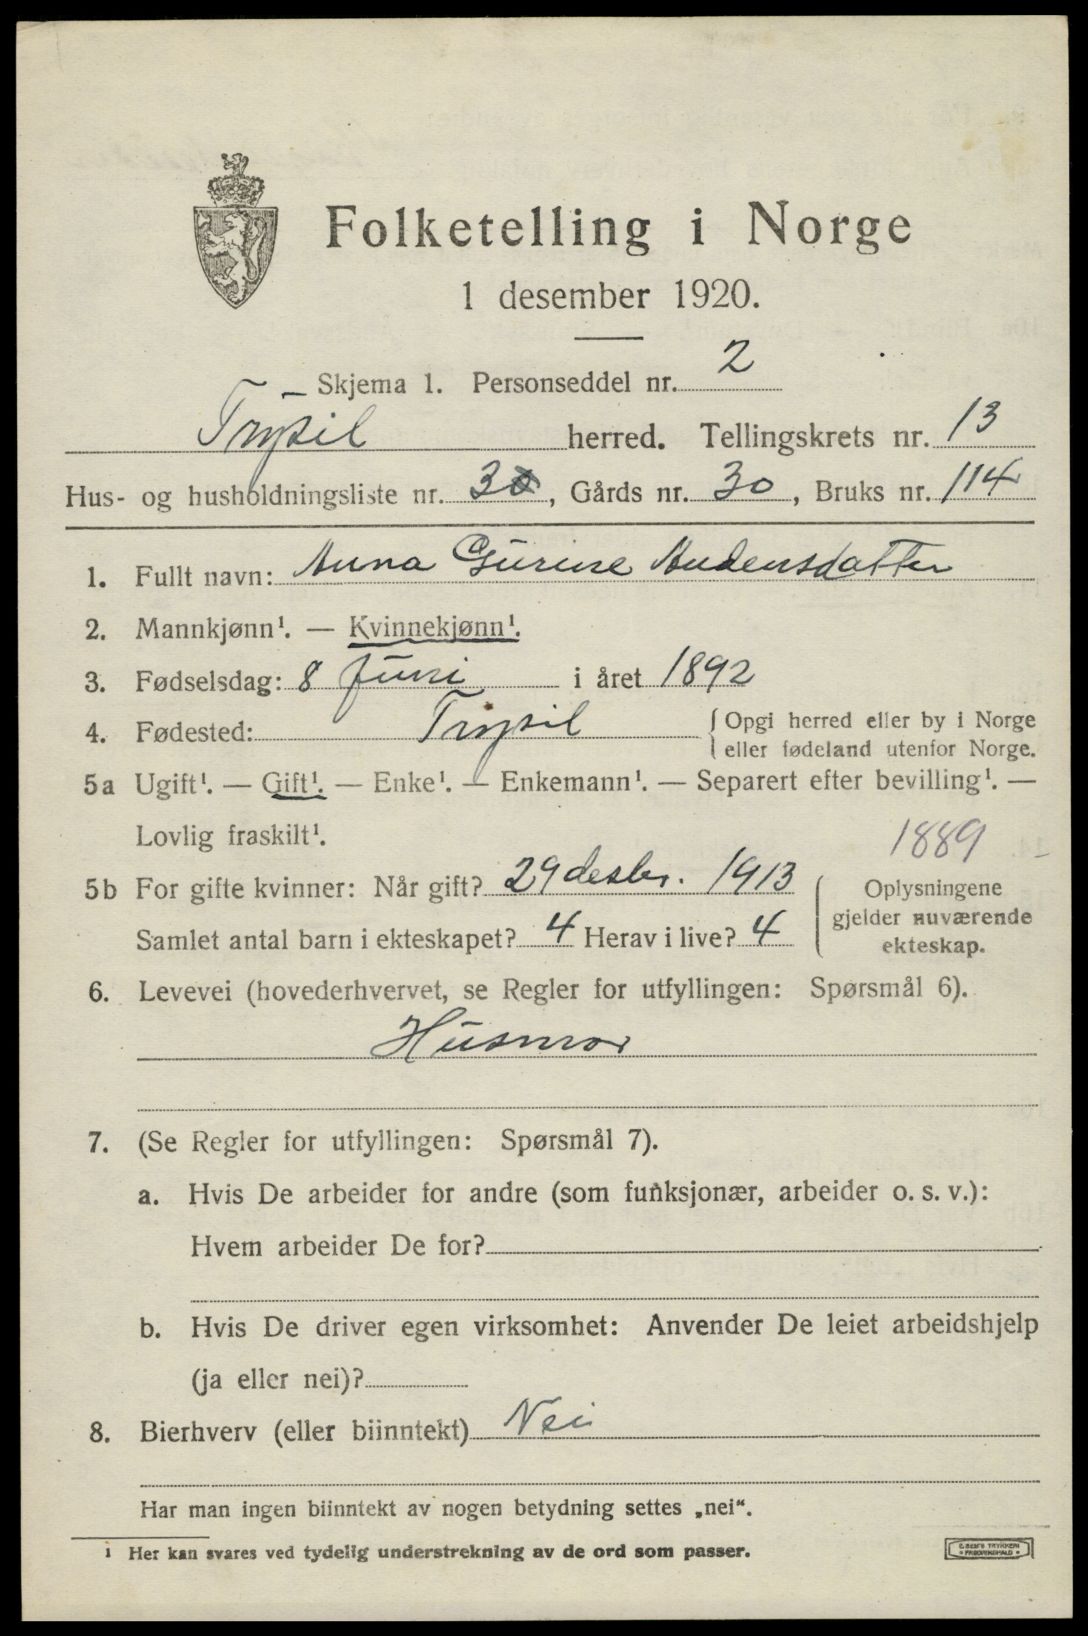 Folketelling i Norge
1 desember 1920.
Skjema 1. Personseddel nr. 2
Trysil herred. Tellingskrets nr. 13
Hus- og husholdningsliste nr. 3, Gårds nr. 30, Bruks nr. 114
1. Fullt navn: Anna Gurine Audensdatter
2. Mannkjønn¹. — Kvinnekjønn¹.
3. Fødselsdag: 8 Juni i året 1892
4. Fødested: Trysil { Opgi herred eller by i Norge
eller fødeland utenfor Norge.
5a Ugift¹. — Gift¹. — Enke¹. — Enkemann¹. — Separert efter bevilling¹. —
Lovlig fraskilt¹. 1889
5b For gifte kvinner: Når gift? 29 desbr. 1913 ( Oplysningene
gjelder nuværende
Samlet antal barn i ekteskapet? 4 Herav i live? 4 ekteskap.
6. Levevei (hovederhvervet, se Regler for utfyllingen: Spørsmål 6).
Husmor
7. (Se Regler for utfyllingen: Spørsmål 7).
a. Hvis De arbeider for andre (som funksjonær, arbeider o. s. v.):
Hvem arbeider De for?
b. Hvis De driver egen virksomhet: Anvender De leiet arbeidshjelp
(ja eller nei)?
8. Bierhverv (eller biinntekt) Nei
Har man ingen biinntekt av nogen betydning settes „nei".
¹ Her kan svares ved tydelig understrekning av de ord som passer.